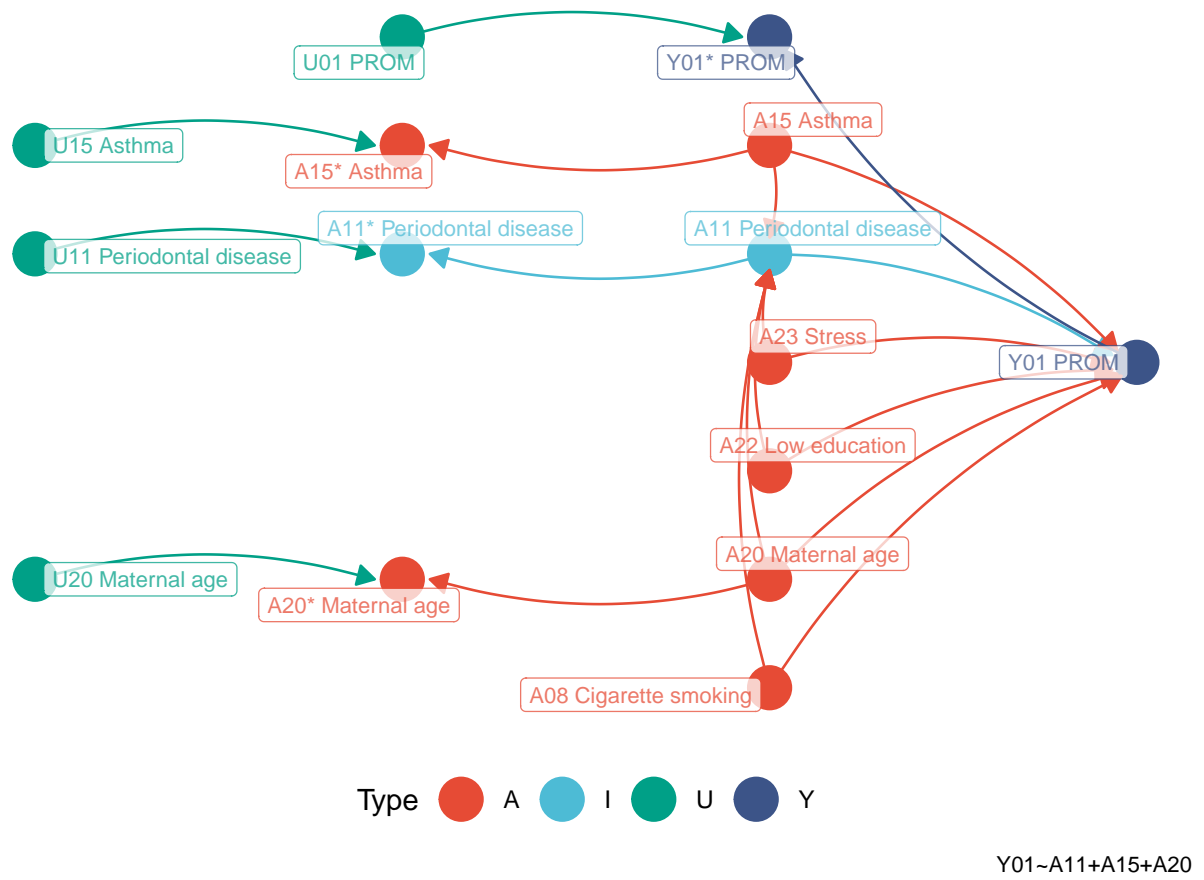 U01 PROM
Y01* PROM
A15 Asthma
U15 Asthma
A15* Asthma
A11* Periodontal disease
A11 Periodontal disease
U11 Periodontal disease
A23 Stress
Y01 PROM
A22 Low education
A20 Maternal age
U20 Maternal age
A20* Maternal age
A08 Cigarette smoking
Type A I U Y
Y01~A11+A15+A20